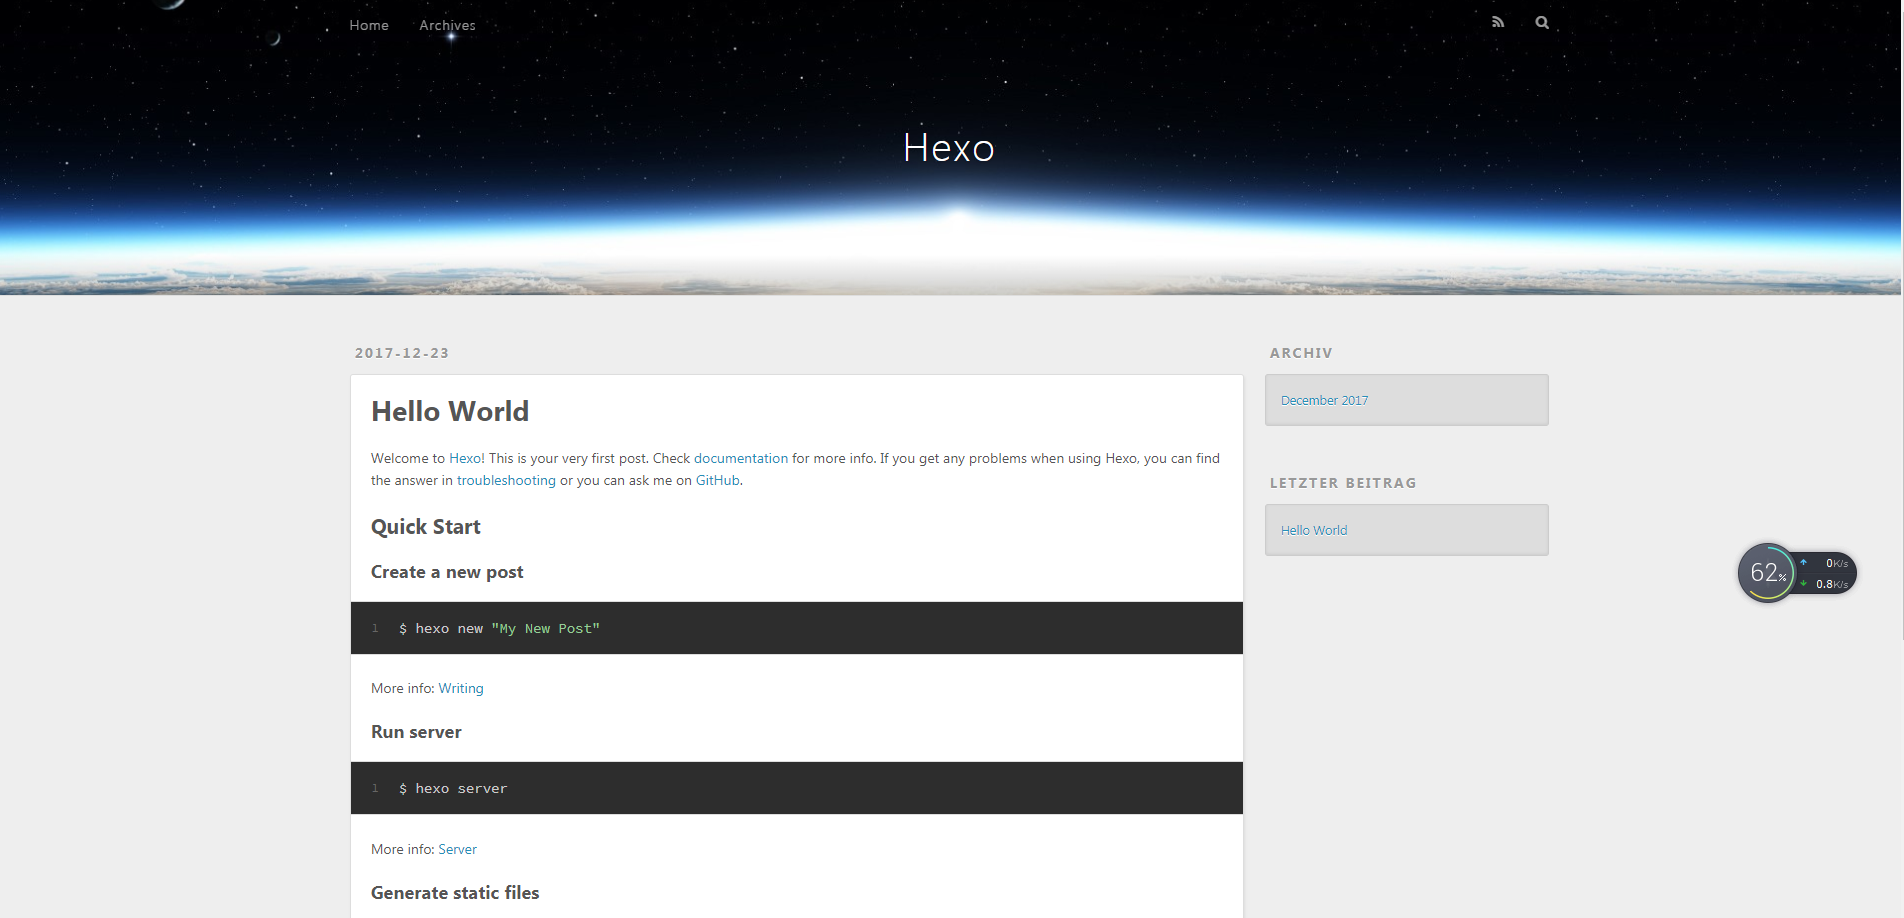 Home Archives
Hexo
2017-12-23
Hello World
Welcome to Hexo! This is your very first post. Check documentation for more info. If you get any problems when using Hexo, you can find
the answer in troubleshooting or you can ask me on GitHub.
Quick Start
Create a new post
1 $ hexo new "My New Post"
More info: Writing
Run server
1 $ hexo server
More info: Server
Generate static files
ARCHIV
December 2017
LETZTER BEITRAG
Hello World
62%
0K/s
0.8K/s